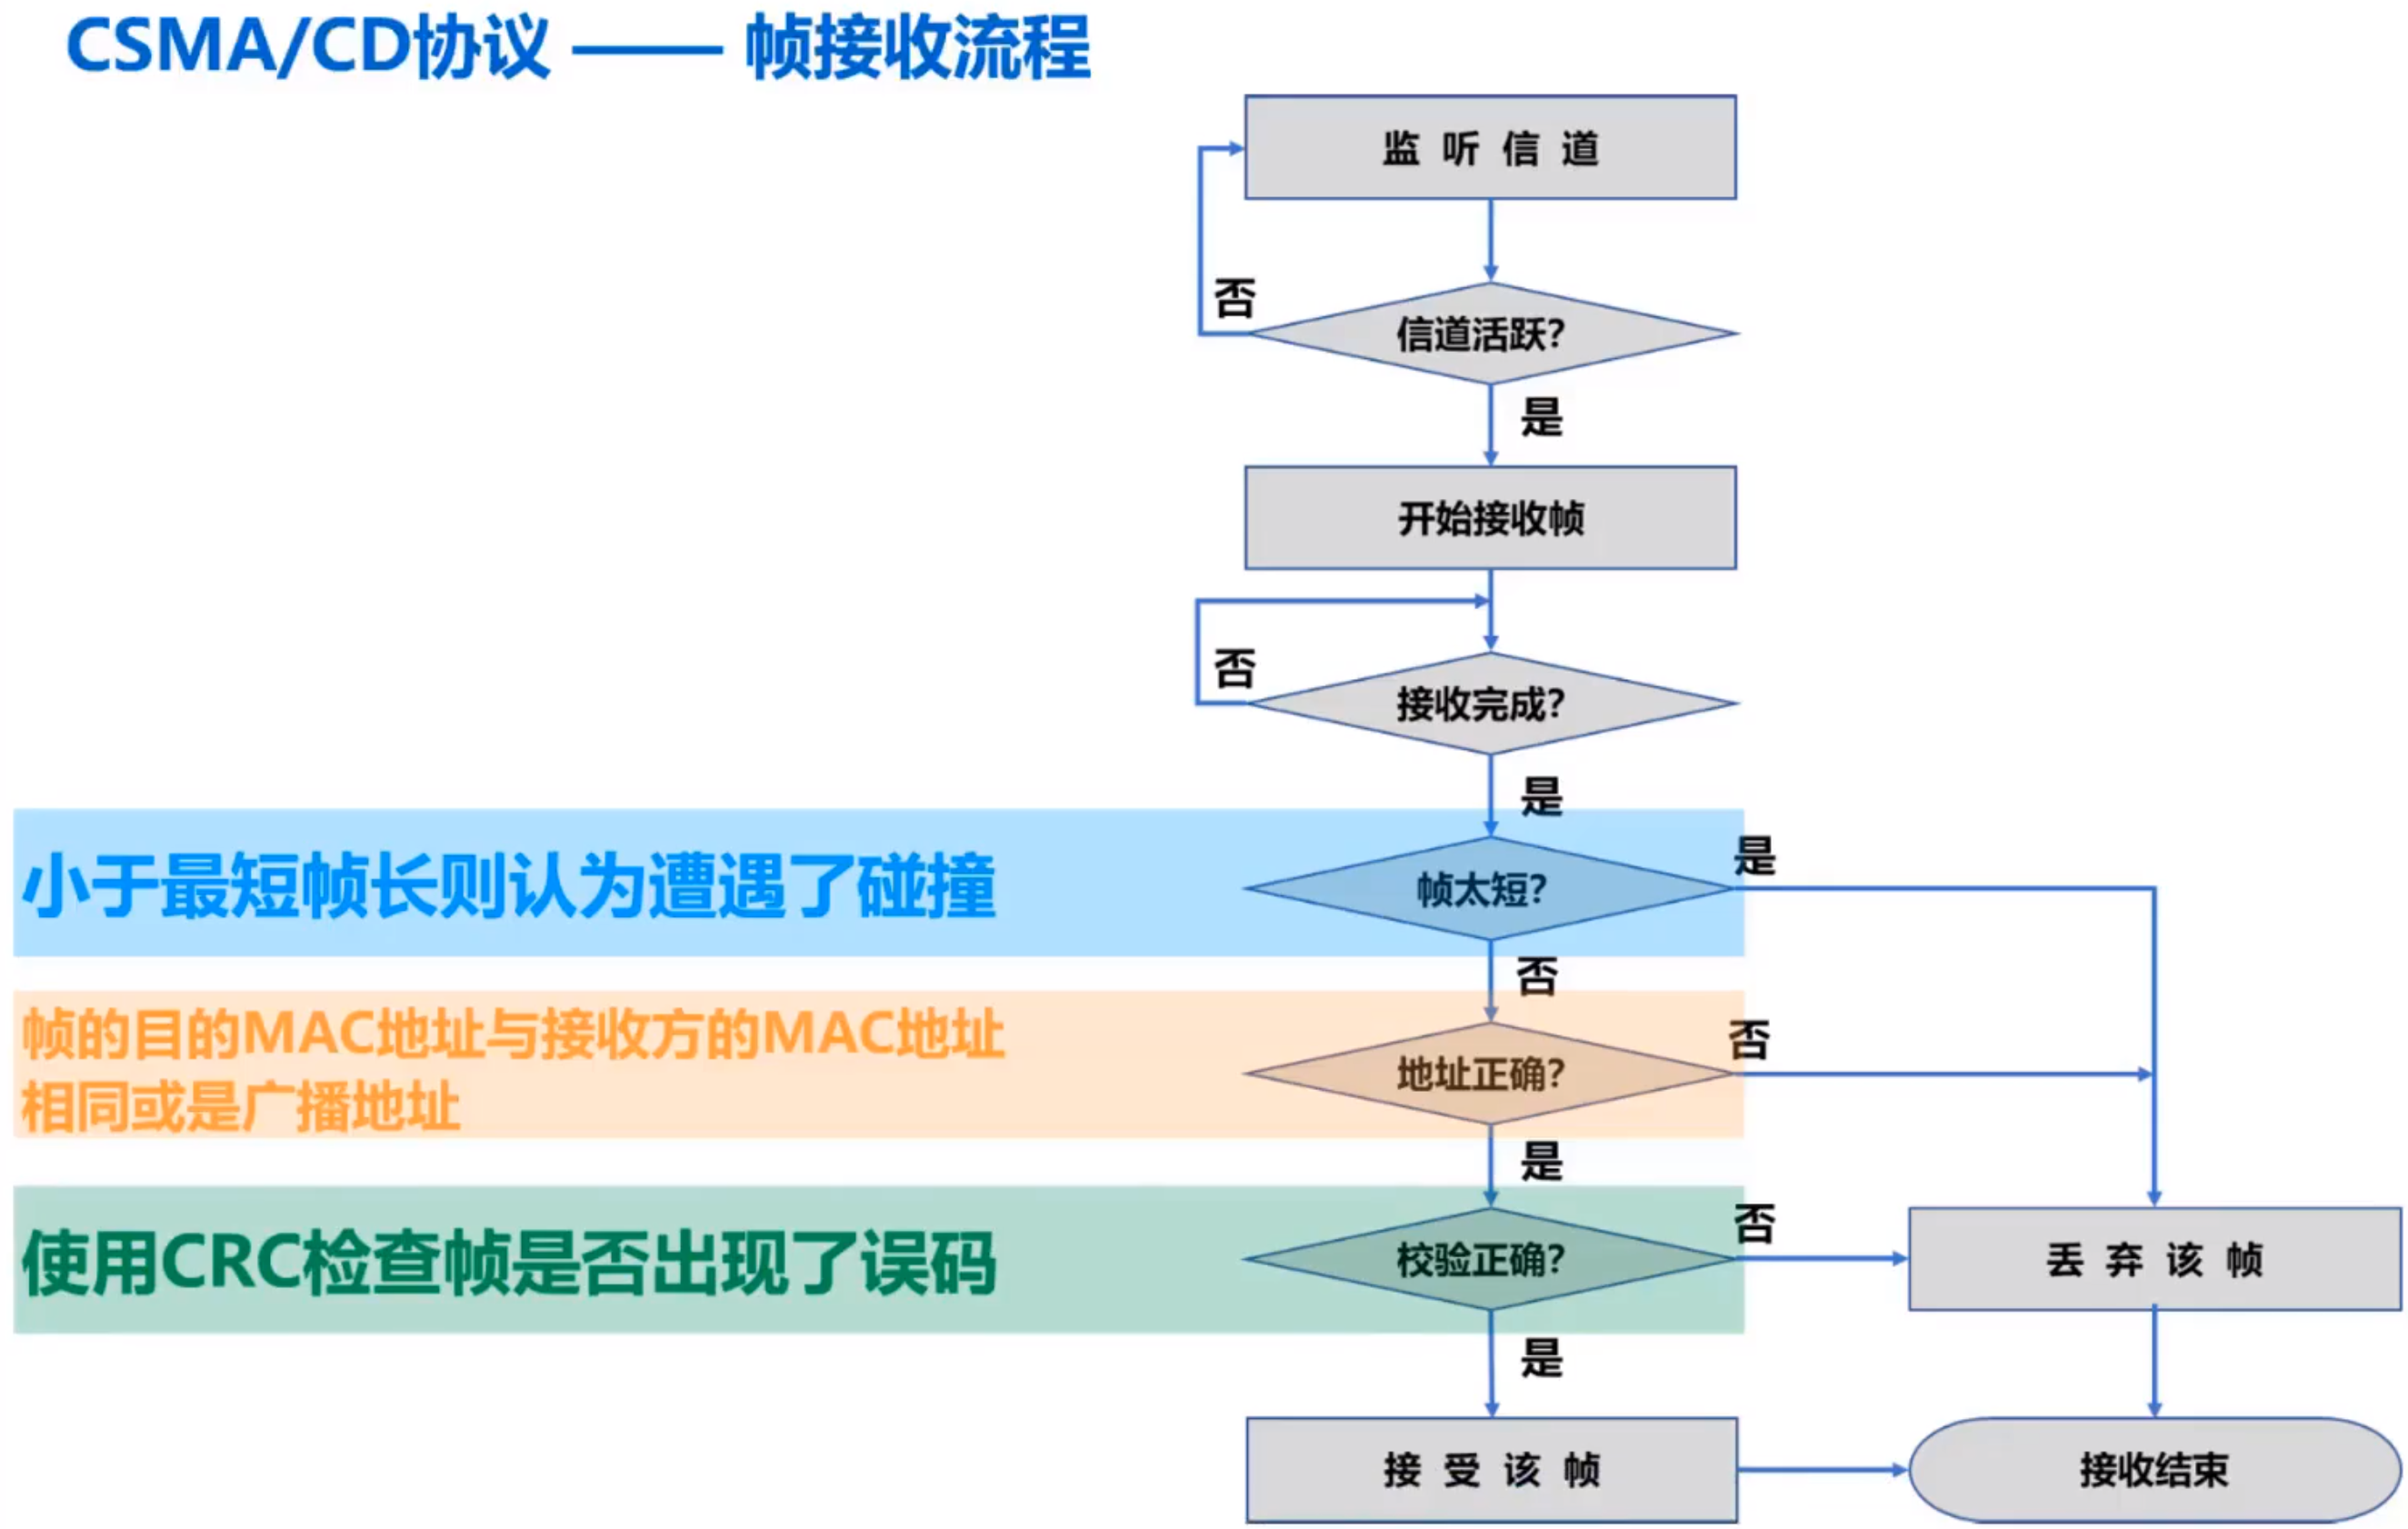 CSMA/CD协议 —— 帧接收流程
监 听 信 道
否
信道活跃?
是
开始接收帧
否
接收完成?
是
小于最短帧长则认为遭遇了碰撞
帧太短?
是
否
帧的目的MAC地址与接收方的MAC地址
相同或是广播地址
地址正确?
否
是
使用CRC检查帧是否出现了误码
校验正确?
否
丢 弃 该 帧
是
接 受 该 帧
接收结束